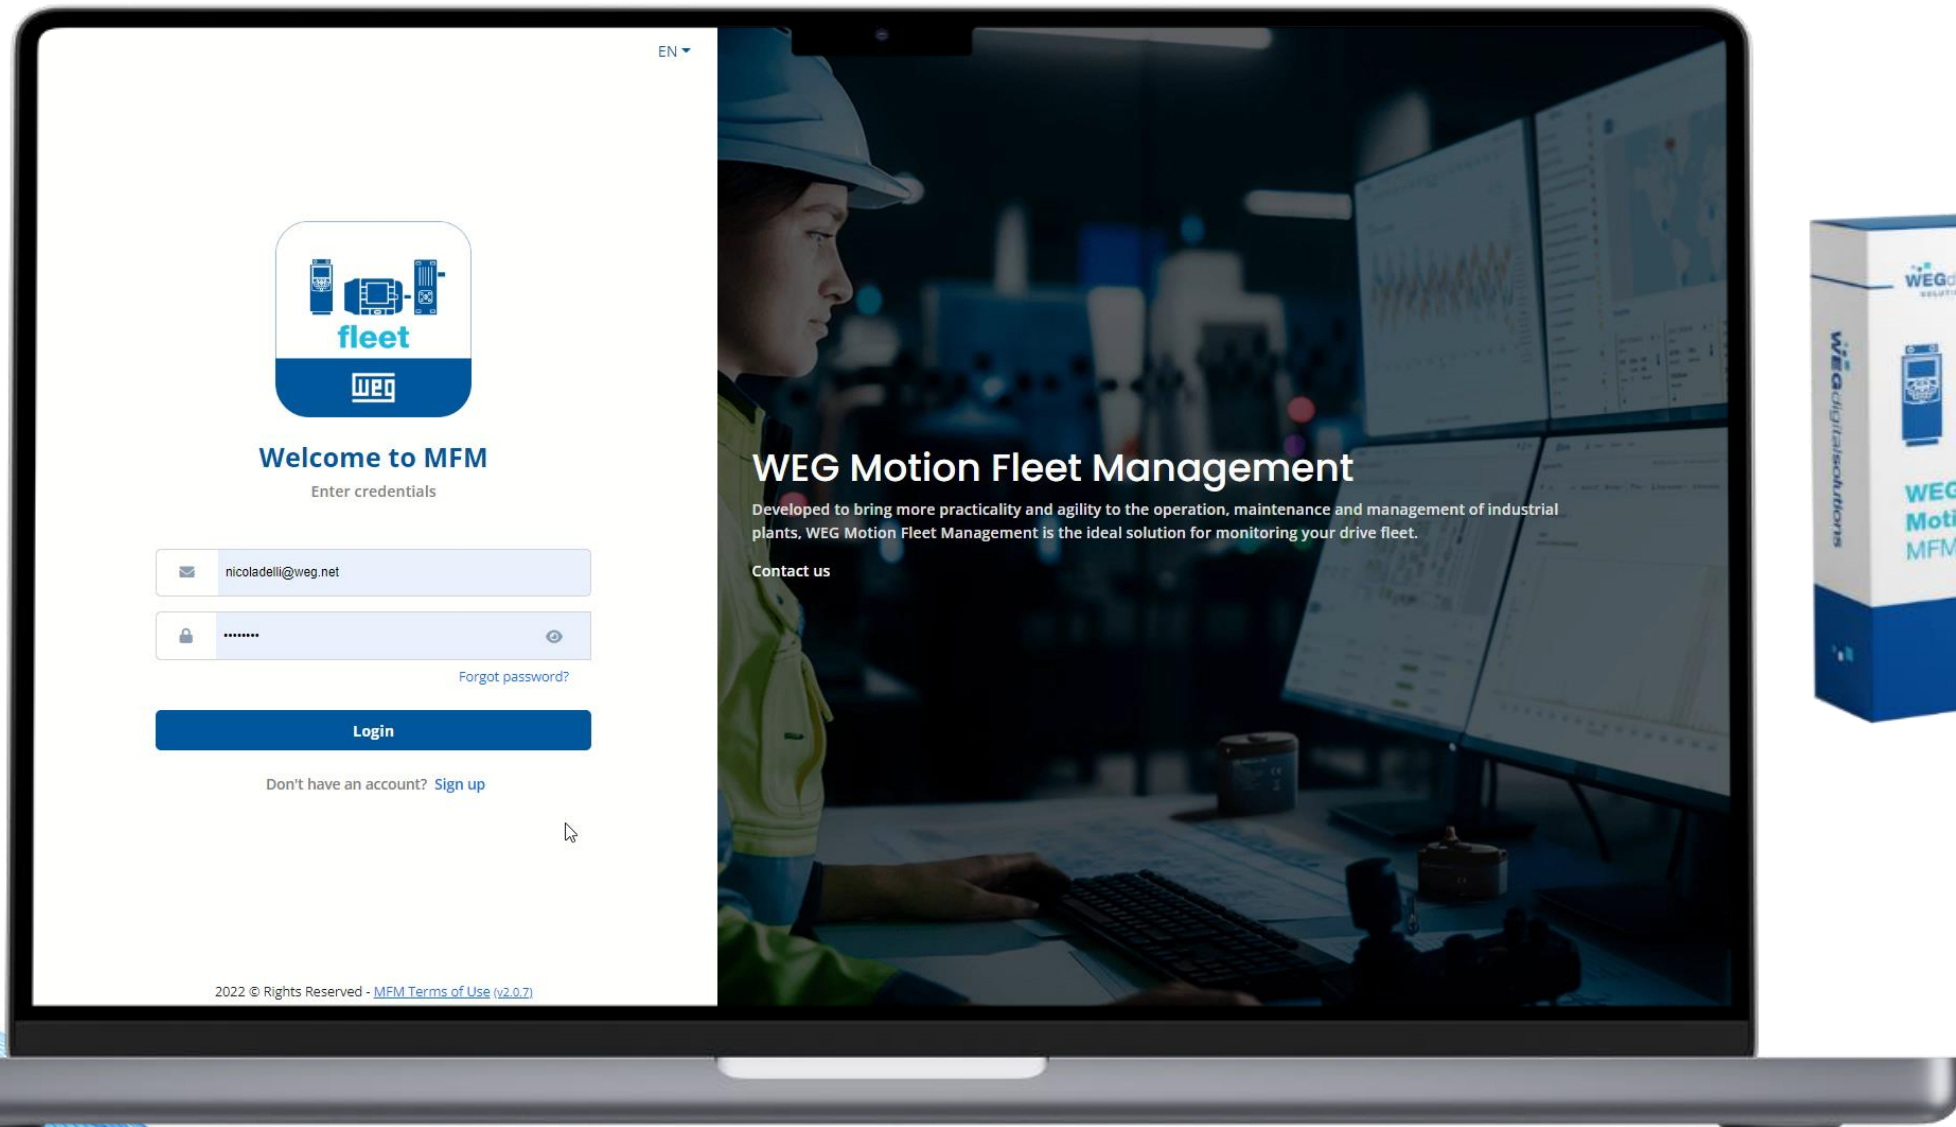 EN
fleet
weg
Welcome to MFM
Enter credentials
nicoladelli@weg.net
••••••••
Forgot password?
Login
Don't have an account? Sign up
2022 © Rights Reserved - MFM Terms of Use (v2.0.7)
WEG Motion Fleet Management
Developed to bring more practicality and agility to the operation, maintenance and management of industrial
plants, WEG Motion Fleet Management is the ideal solution for monitoring your drive fleet.
Contact us
WEGdigitalsolutions
WEG
WEG
Moti
MFM